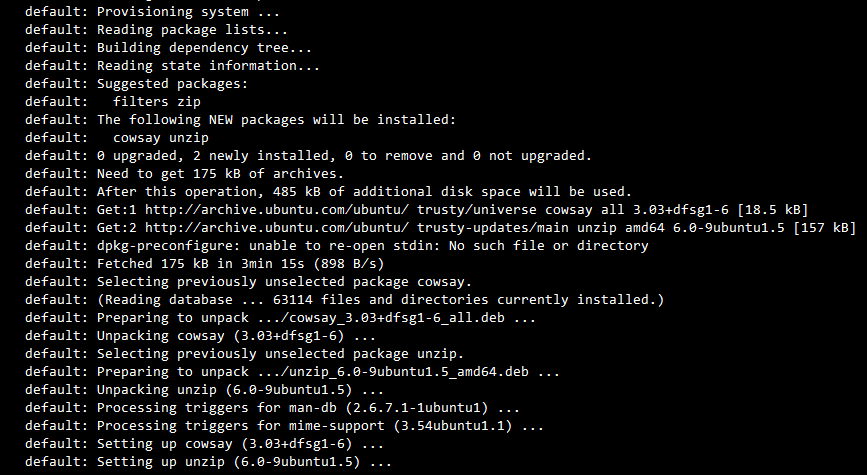 default: Provisioning system ...
default: Reading package lists...
default: Building dependency tree...
default: Reading state information...
default: Suggested packages:
default:   filters zip
default: The following NEW packages will be installed:
default:   cowsay unzip
default: 0 upgraded, 2 newly installed, 0 to remove and 0 not upgraded.
default: Need to get 175 kB of archives.
default: After this operation, 485 kB of additional disk space will be used.
default: Get:1 http://archive.ubuntu.com/ubuntu/ trusty/universe cowsay all 3.03+dfsg1-6 [18.5 kB]
default: Get:2 http://archive.ubuntu.com/ubuntu/ trusty-updates/main unzip amd64 6.0-9ubuntu1.5 [157 kB]
default: dpkg-preconfigure: unable to re-open stdin: No such file or directory
default: Fetched 175 kB in 3min 15s (898 B/s)
default: Selecting previously unselected package cowsay.
default: (Reading database ... 63114 files and directories currently installed.)
default: Preparing to unpack .../cowsay_3.03+dfsg1-6_all.deb ...
default: Unpacking cowsay (3.03+dfsg1-6) ...
default: Selecting previously unselected package unzip.
default: Preparing to unpack .../unzip_6.0-9ubuntu1.5_amd64.deb ...
default: Unpacking unzip (6.0-9ubuntu1.5) ...
default: Processing triggers for man-db (2.6.7.1-1ubuntu1) ...
default: Processing triggers for mime-support (3.54ubuntu1.1) ...
default: Setting up cowsay (3.03+dfsg1-6) ...
default: Setting up unzip (6.0-9ubuntu1.5) ...